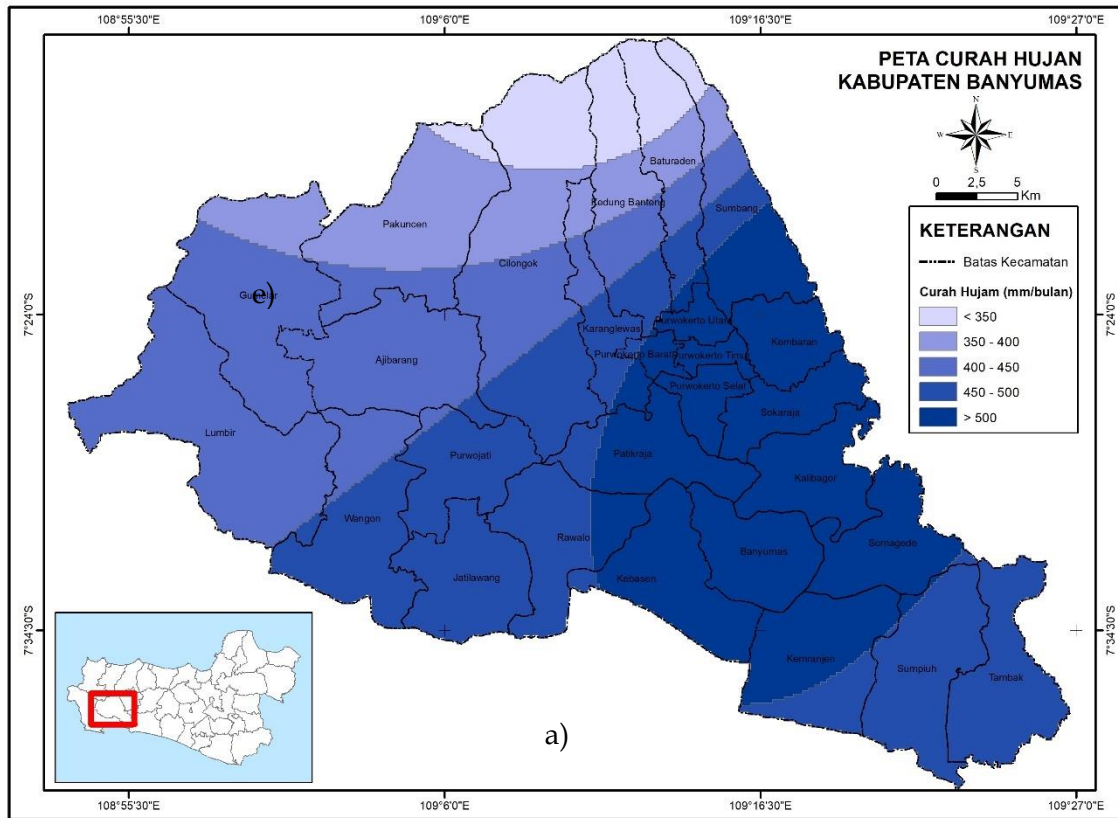 108°55'30"E 109°6'0"E 109°16'30"E 109°27'0"E
PETA CURAH HUJAN
KABUPATEN BANYUMAS
N
W E
S
0 2,5 5
Km
KETERANGAN
Batas Kecamatan
Curah Hujam (mm/bulan)
< 350
350 - 400
400 - 450
450 - 500
> 500
7°24'0"S
7°24'0"S
7°34'30"S
7°34'30"S
Baturaden
Kedung Banteng
Sumbang
Pakuncen
Cilongok
Gumelar
e)
Karanglewas
Purwokerto Utara
Kembaran
Ajibarang
Purwokerto Barat
Purwokerto Timur
Purwokerto Selat
Sokaraja
Lumbir
Purwojati
Patikraja
Kalibagor
Wangon
Rawalo
Somagede
Banyumas
Jatilawang
Kebasen
Kemranjen
Sumpiuh
Tambak
a)
108°55'30"E 109°6'0"E 109°16'30"E 109°27'0"E